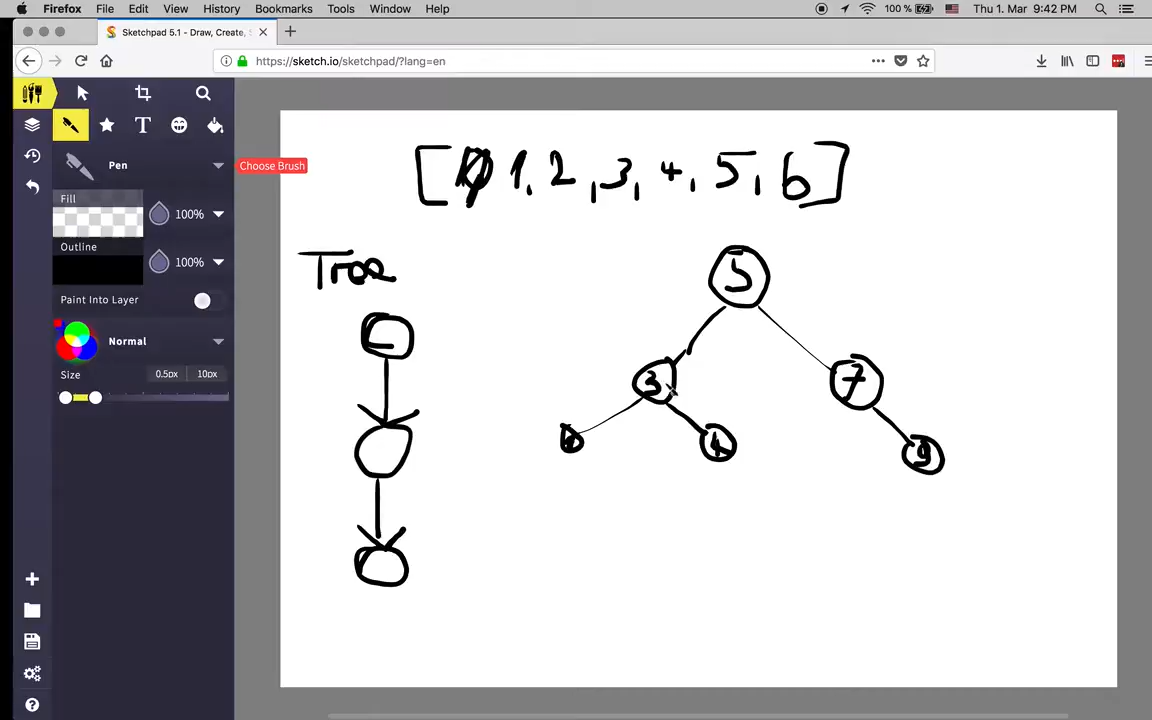 Firefox File Edit View History Bookmarks Tools Window Help 100 % Thu 1. Mar 9:42 PM
Sketchpad 5.1 - Draw, Create,
https://sketch.io/sketchpad/?lang=en
Pen
Choose Brush
Fill
100%
Outline
100%
Paint Into Layer
Normal
Size 0.5px 10px
[ 1, 2, 3, 4, 5, 6 ]
Tree
5
3 7
4 9